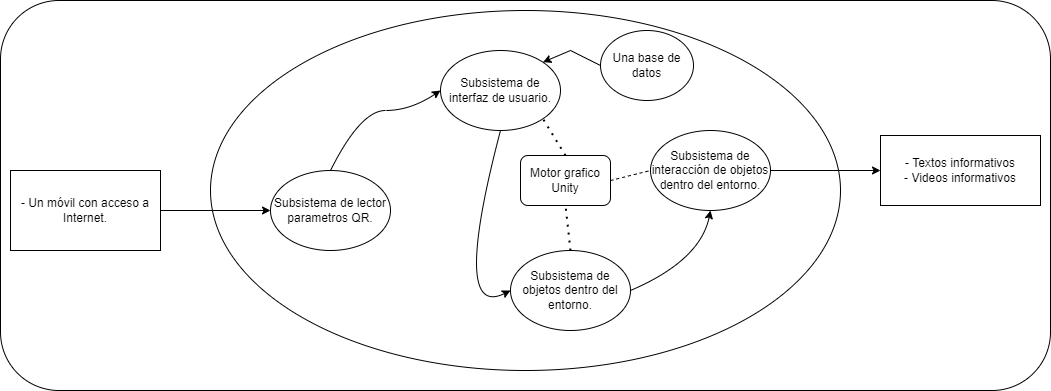 - Un móvil con acceso a
Internet.
Subsistema de lector
parametros QR.
Subsistema de
interfaz de usuario.
Una base de
datos
Motor grafico
Unity
Subsistema de
objetos dentro del
entorno.
Subsistema de
interacción de objetos
dentro del entorno.
- Textos informativos
- Videos informativos